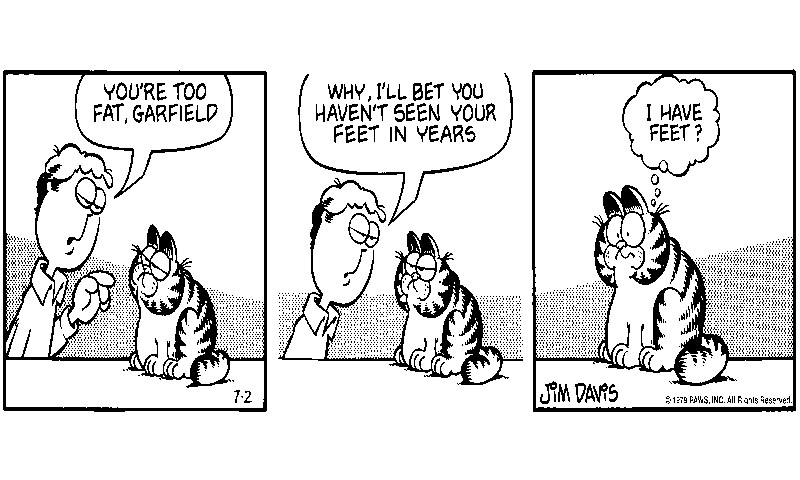 YOU'RE TOO
FAT, GARFIELD
7-2
WHY, I'LL BET YOU
HAVEN'T SEEN YOUR
FEET IN YEARS
I HAVE
FEET?
JIM DAVIS
© 1978 PAWS, INC. All Rights Reserved.